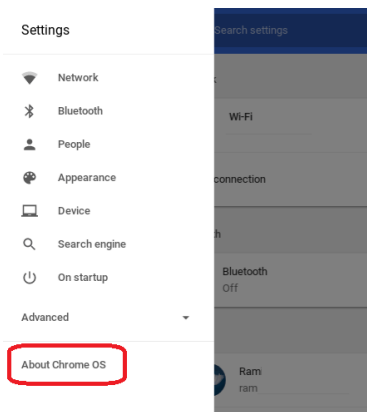 Settings
Search settings
Network
Bluetooth
Wi-Fi
People
Appearance
connection
Device
Search engine
Bluetooth
On startup
Off
Advanced
About Chrome OS
Ram
ram